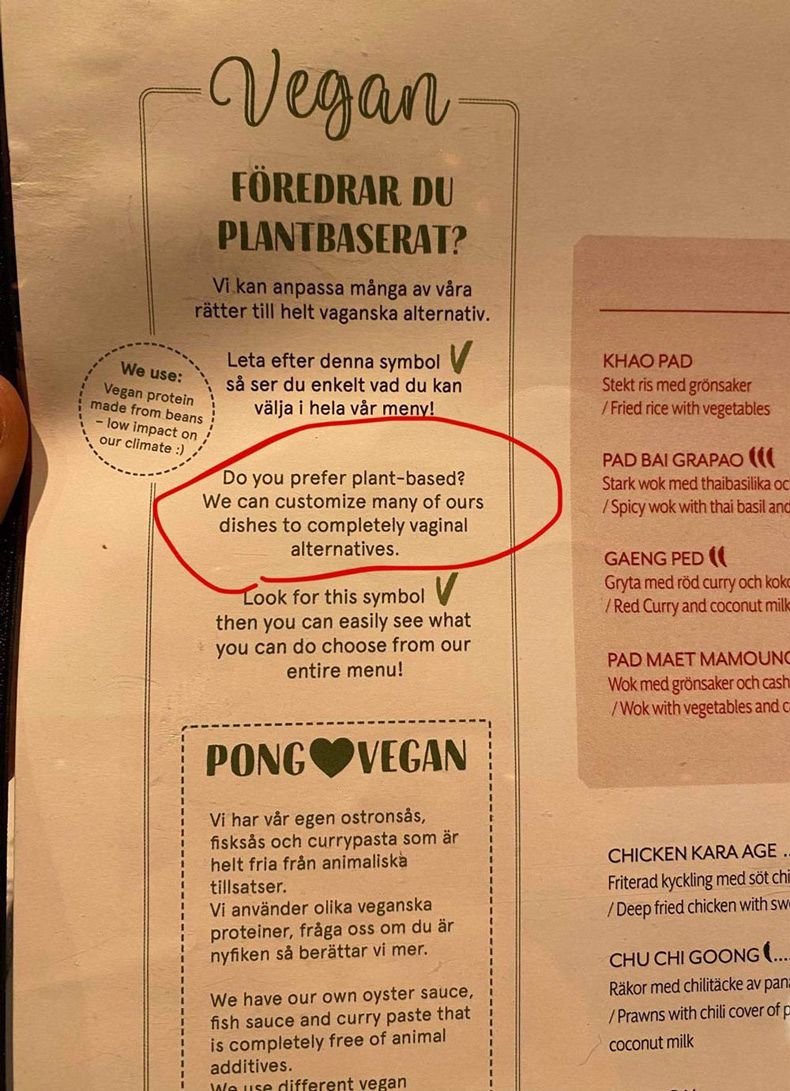 Vegan
FÖREDRAR DU
PLANTBASERAT?
Vi kan anpassa många av våra
rätter till helt vaganska alternativ.
Leta efter denna symbol V
så ser du enkelt vad du kan
välja i hela vår meny!
We use:
Vegan protein
made from beans
– low impact on
our climate :)
Do you prefer plant-based?
We can customize many of ours
dishes to completely vaginal
alternatives.
Look for this symbol V
then you can easily see what
you can do choose from our
entire menu!
PONG♥VEGAN
Vi har vår egen ostronsås,
fisksås och currypasta som är
helt fria från animaliska
tillsatser.
Vi använder olika veganska
proteiner, fråga oss om du är
nyfiken så berättar vi mer.
We have our own oyster sauce,
fish sauce and curry paste that
is completely free of animal
additives.
We use different vegan
KHAO PAD
Stekt ris med grönsaker
/ Fried rice with vegetables
PAD BAI GRAPAO
Stark wok med thaibasilika oc
/ Spicy wok with thai basil and
GAENG PED
Gryta med röd curry och koko
/ Red Curry and coconut milk
PAD MAET MAMOUNG
Wok med grönsaker och cash
/ Wok with vegetables and c
CHICKEN KARA AGE ..
Friterad kyckling med söt chi
/ Deep fried chicken with sw
CHU CHI GOONG ....
Räkor med chilitäcke av pana
/ Prawns with chili cover of p
coconut milk